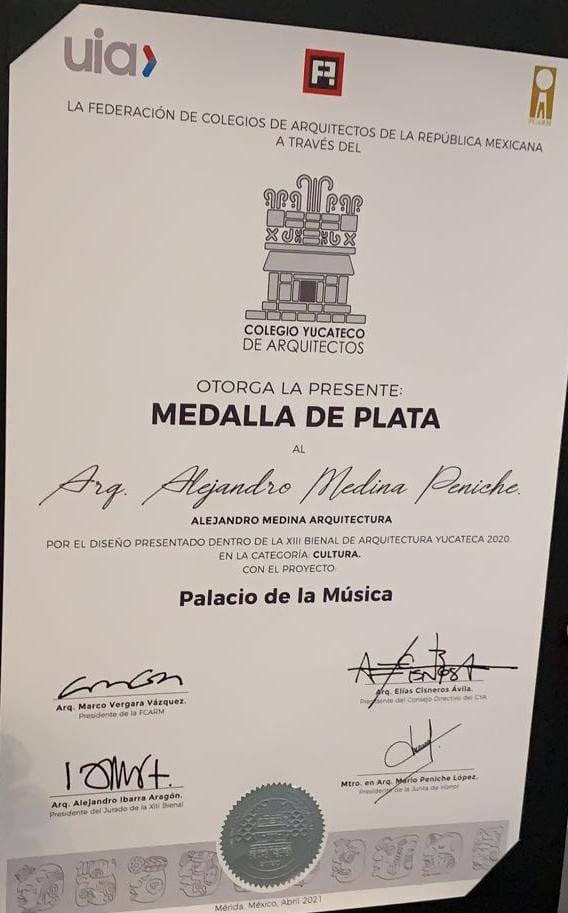 uia
LA FEDERACIÓN DE COLEGIOS DE ARQUITECTOS DE LA REPÚBLICA MEXICANA
A TRAVÉS DEL
FCARM
COLEGIO YUCATECO
DE ARQUITECTOS
OTORGA LA PRESENTE:
MEDALLA DE PLATA
AL
Arq. Alejandro Medina Peniche.
ALEJANDRO MEDINA ARQUITECTURA
POR EL DISEÑO PRESENTADO DENTRO DE LA XIII BIENAL DE ARQUITECTURA YUCATECA 2020.
EN LA CATEGORÍA: CULTURA.
CON EL PROYECTO:
Palacio de la Música
Arq. Marco Vergara Vázquez.
Presidente de la FCARM
Arq. Elías Cisneros Ávila.
Presidente del Consejo Directivo del CYA
Arq. Alejandro Ibarra Aragón.
Presidente del Jurado de la XIII Bienal
Mtro. en Arq. Mario Peniche López.
Presidente de la Junta de Honor
Mérida, México, Abril 2021